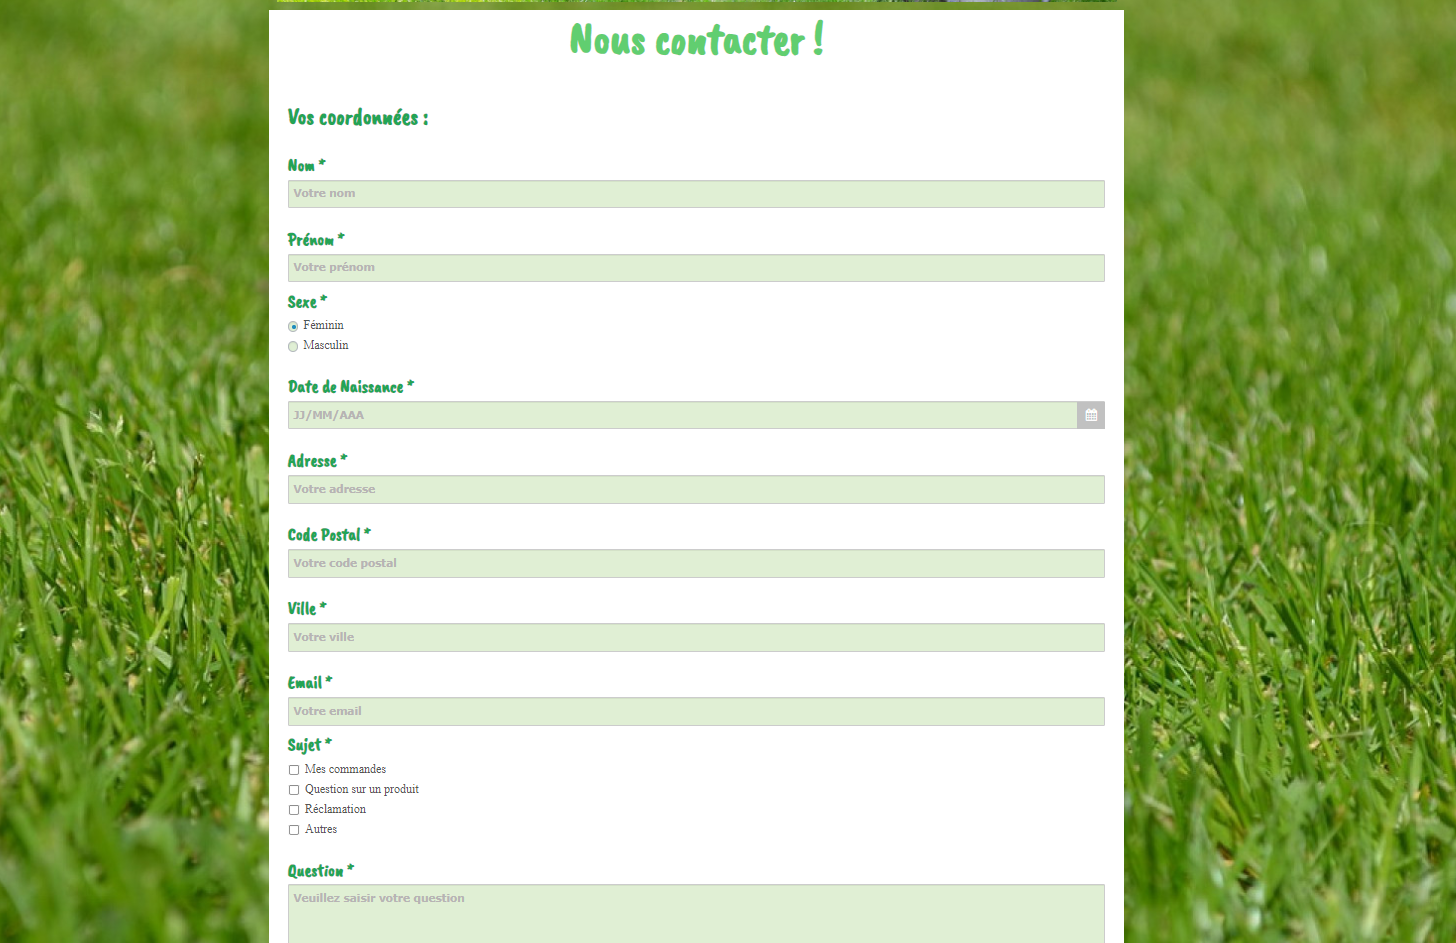 Nous contacter !
Vos coordonnées :
Nom *
Votre nom
Prénom *
Votre prénom
Sexe *
Féminin
Masculin
Date de Naissance *
JJ/MM/AAA
Adresse *
Votre adresse
Code Postal *
Votre code postal
Ville *
Votre ville
Email *
Votre email
Sujet *
Mes commandes
Question sur un produit
Réclamation
Autres
Question *
Veuillez saisir votre question